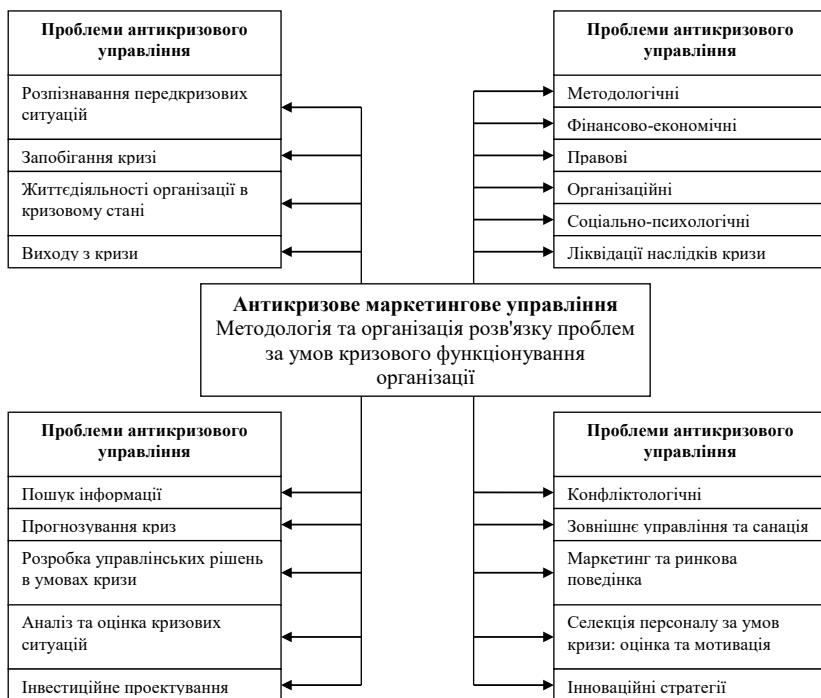 Проблеми антикризового
управління
Розпізнавання передкризових
ситуацій
Запобігання кризі
Життєдіяльності організації в
кризовому стані
Виходу з кризи
Проблеми антикризового
управління
Методологічні
Фінансово-економічні
Правові
Організаційні
Соціально-психологічні
Ліквідації наслідків кризи
Антикризове маркетингове управління
Методологія та організація розв'язку проблем
за умов кризового функціонування
організації
Проблеми антикризового
управління
Пошук інформації
Прогнозування криз
Розробка управлінських рішень
в умовах кризи
Аналіз та оцінка кризових
ситуацій
Інвестиційне проектування
Проблеми антикризового
управління
Конфліктологічні
Зовнішнє управління та санація
Маркетинг та ринкова
поведінка
Селекція персоналу за умов
кризи: оцінка та мотивація
Інноваційні стратегії